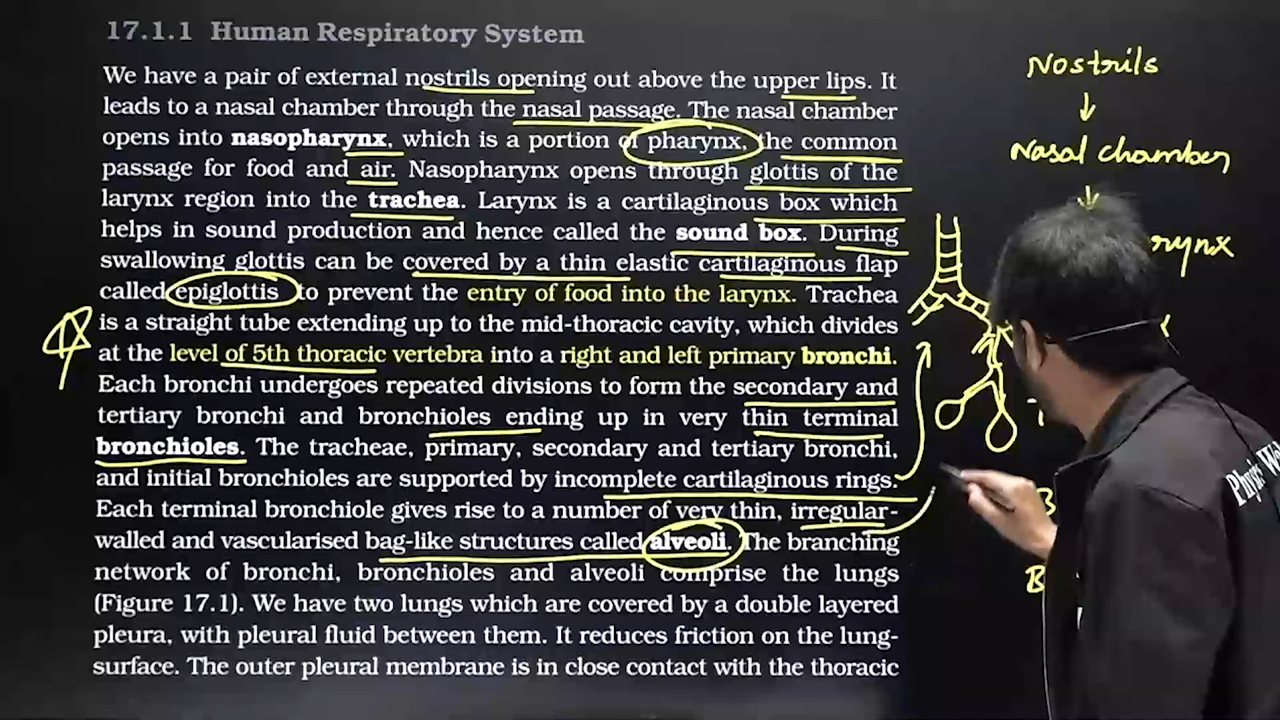 17.1.1 Human Respiratory System
We have a pair of external nostrils opening out above the upper lips. It
leads to a nasal chamber through the nasal passage. The nasal chamber
opens into nasopharynx, which is a portion of pharynx, the common
passage for food and air. Nasopharynx opens through glottis of the
larynx region into the trachea. Larynx is a cartilaginous box which
helps in sound production and hence called the sound box. During
swallowing glottis can be covered by a thin elastic cartilaginous flap
called epiglottis to prevent the entry of food into the larynx. Trachea
is a straight tube extending up to the mid-thoracic cavity, which divides
at the level of 5th thoracic vertebra into a right and left primary bronchi.
Each bronchi undergoes repeated divisions to form the secondary and
tertiary bronchi and bronchioles ending up in very thin terminal
bronchioles. The tracheae, primary, secondary and tertiary bronchi,
and initial bronchioles are supported by incomplete cartilaginous rings.
Each terminal bronchiole gives rise to a number of very thin, irregular-
walled and vascularised bag-like structures called alveoli. The branching
network of bronchi, bronchioles and alveoli comprise the lungs
(Figure 17.1). We have two lungs which are covered by a double layered
pleura, with pleural fluid between them. It reduces friction on the lung-
surface. The outer pleural membrane is in close contact with the thoracic
Nostrils
Nasal chamber